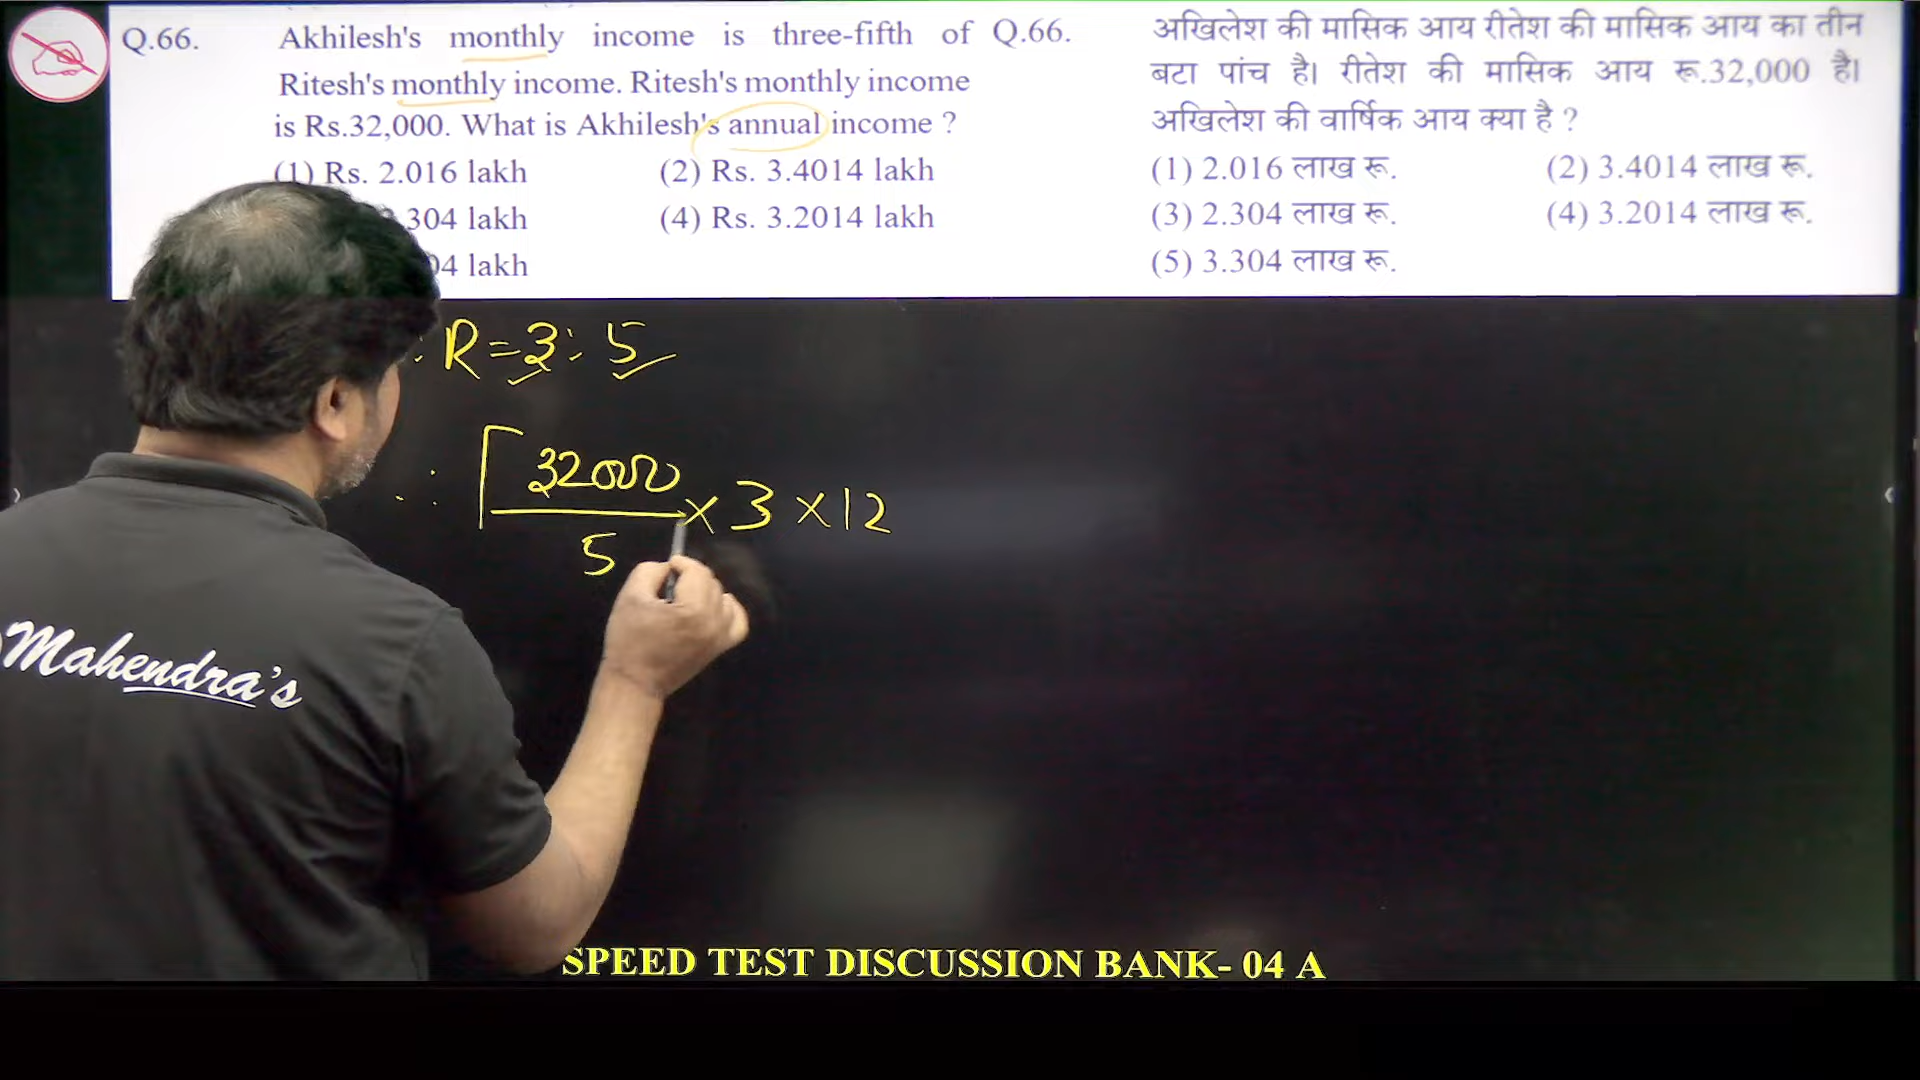 Q.66. Akhilesh's monthly income is three-fifth of
Ritesh's monthly income. Ritesh's monthly income
is Rs.32,000. What is Akhilesh's annual income ?
(1) Rs. 2.016 lakh (2) Rs. 3.4014 lakh
304 lakh (4) Rs. 3.2014 lakh
04 lakh
Q.66. अखिलेश की मासिक आय रीतेश की मासिक आय का तीन
बटा पांच है। रीतेश की मासिक आय रू.32,000 है।
अखिलेश की वार्षिक आय क्या है ?
(1) 2.016 लाख रू. (2) 3.4014 लाख रू.
(3) 2.304 लाख रू. (4) 3.2014 लाख रू.
(5) 3.304 लाख रू.
: R = 3 : 5
∴ 32000
× 3 × 12
5
Mahendra's
SPEED TEST DISCUSSION BANK- 04 A